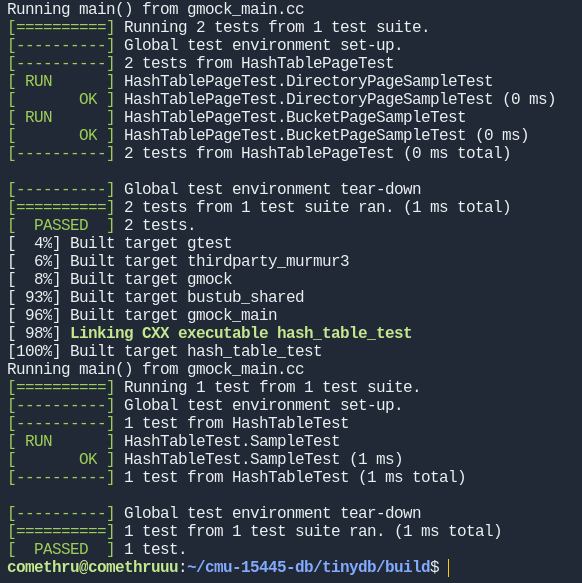 Running main() from gmock_main.cc
[==========] Running 2 tests from 1 test suite.
[----------] Global test environment set-up.
[----------] 2 tests from HashTablePageTest
[ RUN      ] HashTablePageTest.DirectoryPageSampleTest
[       OK ] HashTablePageTest.DirectoryPageSampleTest (0 ms)
[ RUN      ] HashTablePageTest.BucketPageSampleTest
[       OK ] HashTablePageTest.BucketPageSampleTest (0 ms)
[----------] 2 tests from HashTablePageTest (0 ms total)

[----------] Global test environment tear-down
[==========] 2 tests from 1 test suite ran. (1 ms total)
[  PASSED  ] 2 tests.
[  4%] Built target gtest
[  6%] Built target thirdparty_murmur3
[  8%] Built target gmock
[ 93%] Built target bustub_shared
[ 96%] Built target gmock_main
[ 98%] Linking CXX executable hash_table_test
[100%] Built target hash_table_test
Running main() from gmock_main.cc
[==========] Running 1 test from 1 test suite.
[----------] Global test environment set-up.
[----------] 1 test from HashTableTest
[ RUN      ] HashTableTest.SampleTest
[       OK ] HashTableTest.SampleTest (1 ms)
[----------] 1 test from HashTableTest (1 ms total)

[----------] Global test environment tear-down
[==========] 1 test from 1 test suite ran. (1 ms total)
[  PASSED  ] 1 test.
comethru@comethruuu:~/cmu-15445-db/tinydb/build$